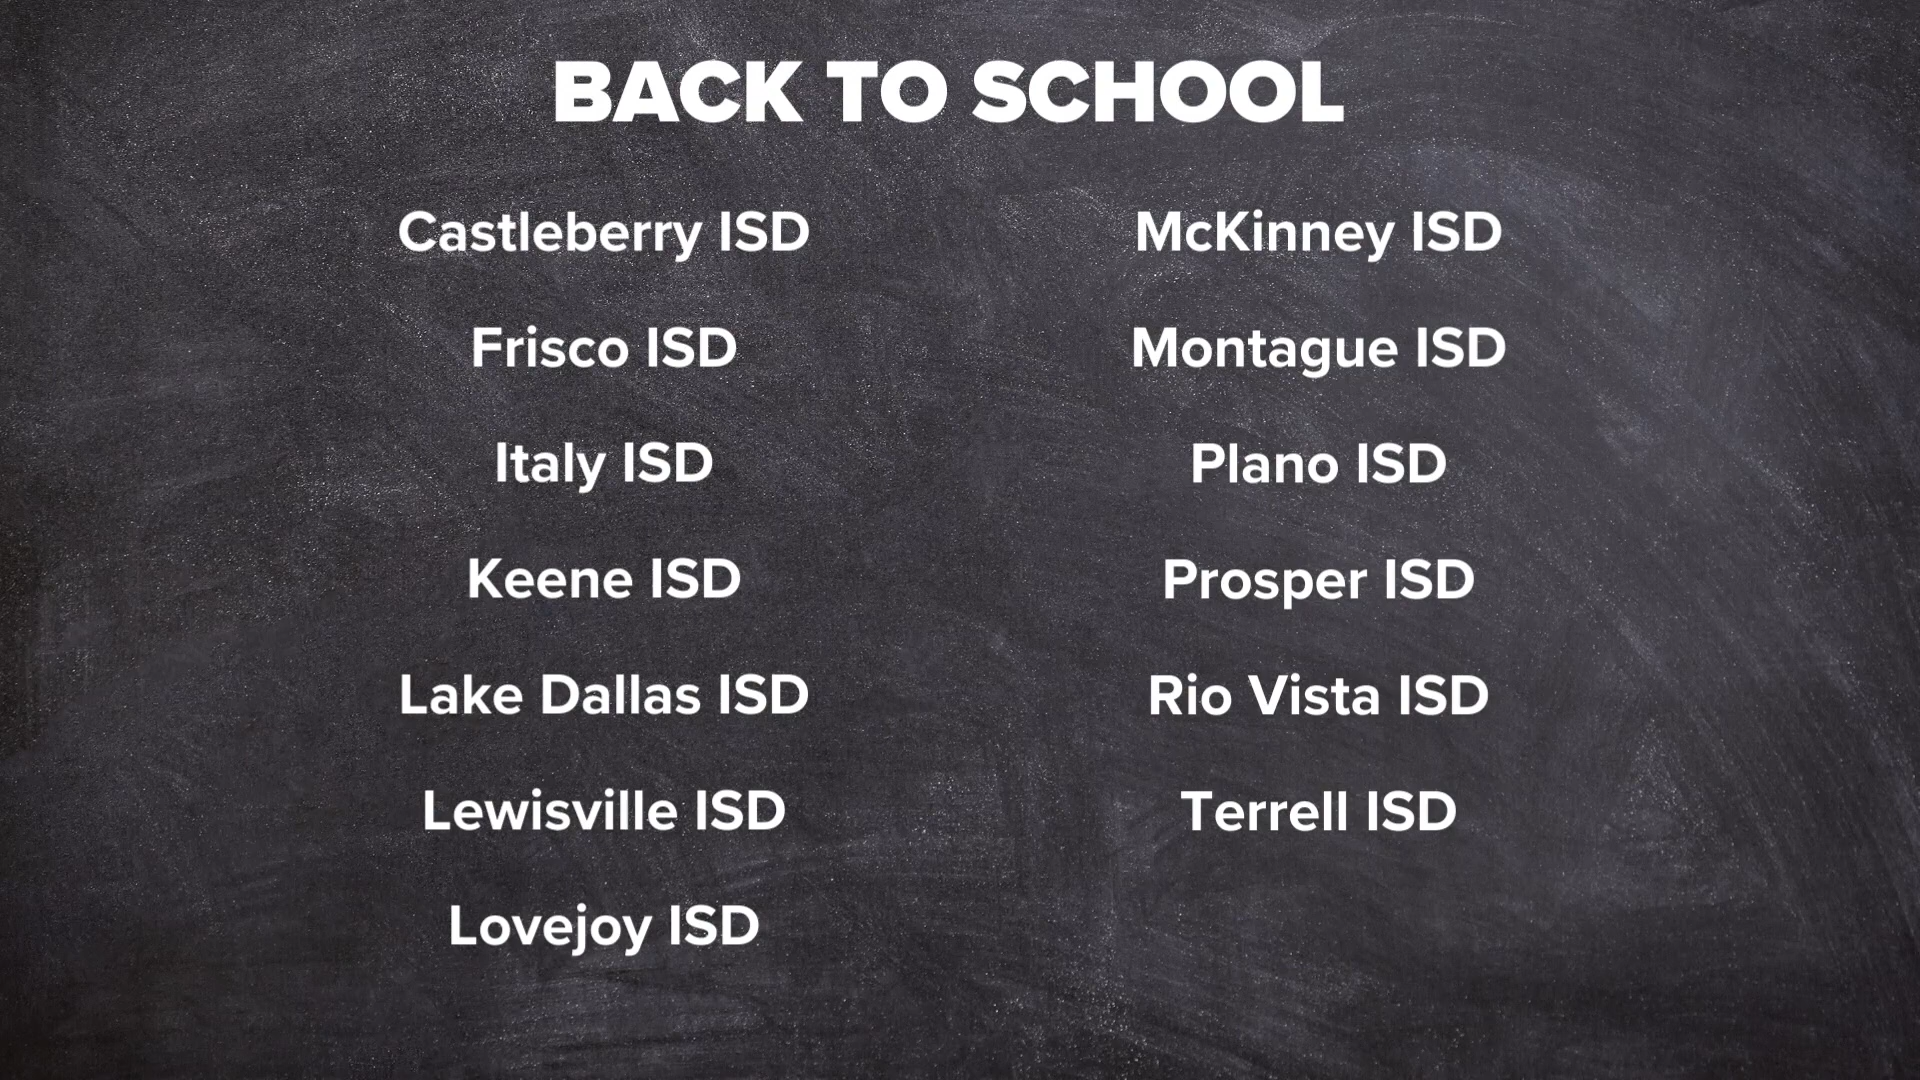 BACK TO SCHOOL
Castleberry ISD
Frisco ISD
Italy ISD
Keene ISD
Lake Dallas ISD
Lewisville ISD
Lovejoy ISD
McKinney ISD
Montague ISD
Plano ISD
Prosper ISD
Rio Vista ISD
Terrell ISD